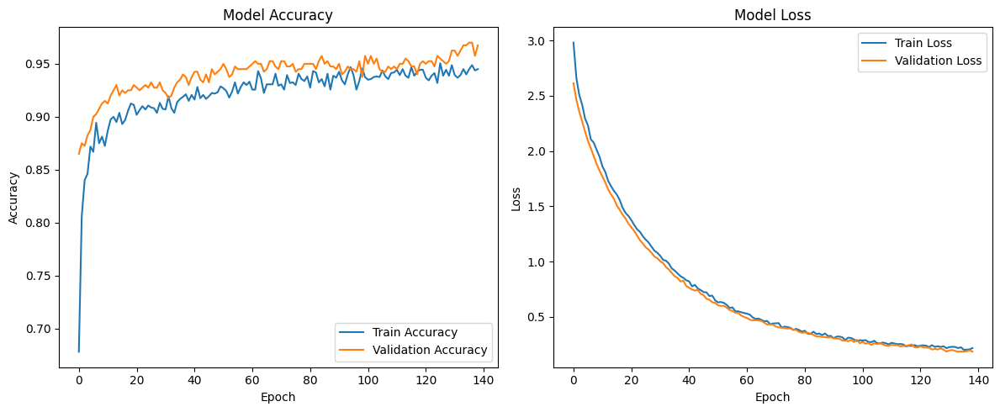 Model Accuracy
Accuracy
0.95
0.90
0.85
0.80
0.75
0.70
Train Accuracy
Validation Accuracy
0 20 40 60 80 100 120 140
Epoch
Model Loss
Loss
3.0
2.5
2.0
1.5
1.0
0.5
Train Loss
Validation Loss
0 20 40 60 80 100 120 140
Epoch